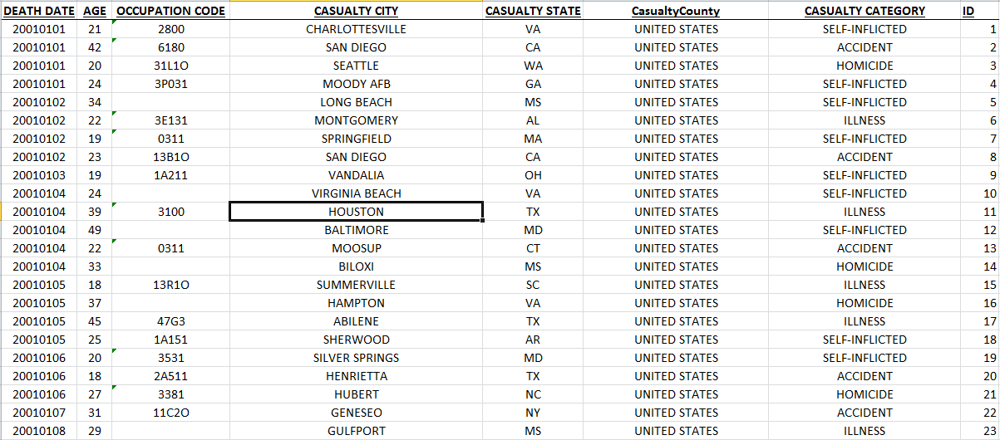 DEATH DATE AGE OCCUPATION CODE CASUALTY CITY CASUALTY STATE CasualtyCounty CASUALTY CATEGORY ID
20010101 21 2800 CHARLOTTESVILLE VA UNITED STATES SELF-INFLICTED 1
20010101 42 6180 SAN DIEGO CA UNITED STATES ACCIDENT 2
20010101 20 31L1O SEATTLE WA UNITED STATES HOMICIDE 3
20010101 24 3P031 MOODY AFB GA UNITED STATES SELF-INFLICTED 4
20010102 34 LONG BEACH MS UNITED STATES SELF-INFLICTED 5
20010102 22 3E131 MONTGOMERY AL UNITED STATES ILLNESS 6
20010102 19 0311 SPRINGFIELD MA UNITED STATES SELF-INFLICTED 7
20010102 23 13B1O SAN DIEGO CA UNITED STATES ACCIDENT 8
20010103 19 1A211 VANDALIA OH UNITED STATES SELF-INFLICTED 9
20010104 24 VIRGINIA BEACH VA UNITED STATES SELF-INFLICTED 10
20010104 39 3100 HOUSTON TX UNITED STATES ILLNESS 11
20010104 49 BALTIMORE MD UNITED STATES SELF-INFLICTED 12
20010104 22 0311 MOOSUP CT UNITED STATES ACCIDENT 13
20010104 33 BILOXI MS UNITED STATES HOMICIDE 14
20010105 18 13R1O SUMMERVILLE SC UNITED STATES ILLNESS 15
20010105 37 HAMPTON VA UNITED STATES HOMICIDE 16
20010105 45 47G3 ABILENE TX UNITED STATES ILLNESS 17
20010105 25 1A151 SHERWOOD AR UNITED STATES SELF-INFLICTED 18
20010106 20 3531 SILVER SPRINGS MD UNITED STATES SELF-INFLICTED 19
20010106 18 2A511 HENRIETTA TX UNITED STATES ACCIDENT 20
20010106 27 3381 HUBERT NC UNITED STATES HOMICIDE 21
20010107 31 11C2O GENESEO NY UNITED STATES ACCIDENT 22
20010108 29 GULFPORT MS UNITED STATES ILLNESS 23